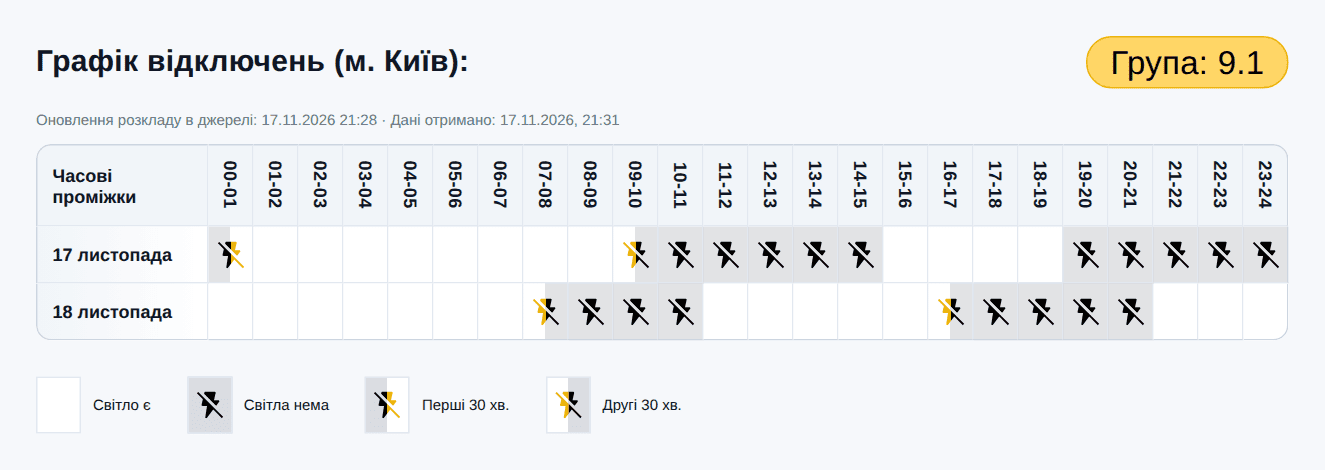 Графік відключень (м. Київ):
Група: 9.1
Оновлення розкладу в джерелі: 17.11.2026 21:28 · Дані отримано: 17.11.2026, 21:31
Часові
проміжки
00-01
01-02
02-03
03-04
04-05
05-06
06-07
07-08
08-09
09-10
10-11
11-12
12-13
13-14
14-15
15-16
16-17
17-18
18-19
19-20
20-21
21-22
22-23
23-24
17 листопада
18 листопада
Світло є
Світла нема
Перші 30 хв.
Другі 30 хв.